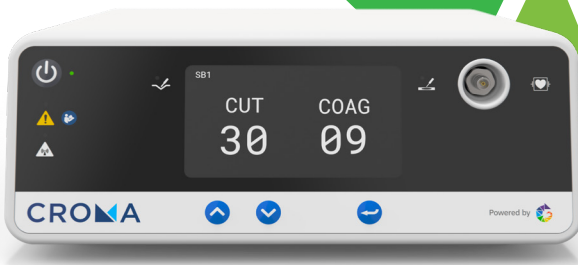 SB1
CUT COAG
30 09
CROMA
Powered by